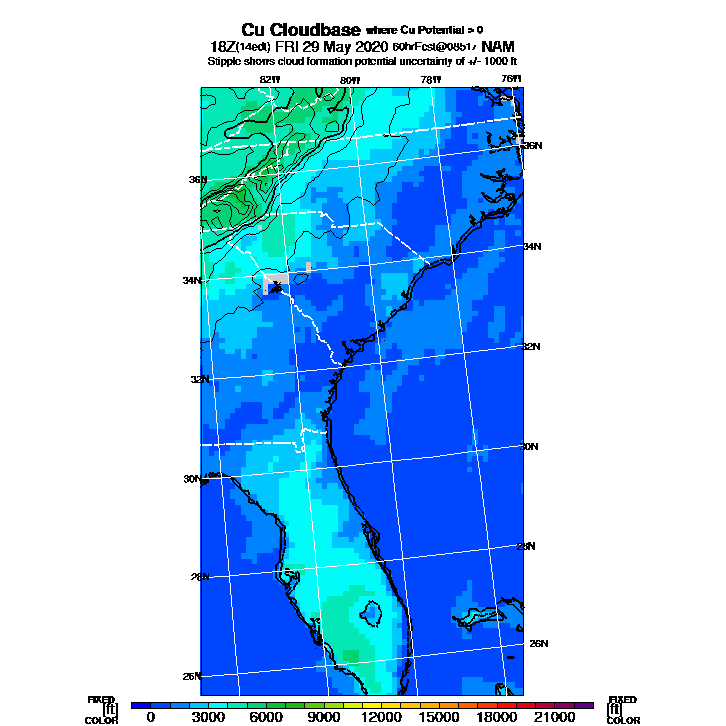 Cu Cloudbase where Cu Potential > 0
18Z(14edt) FRI 29 May 2020 60hrFcst@0851z NAM
Stipple shows cloud formation potential uncertainty of +/- 1000 ft
82W 80W 78W 76W
36N 36N
34N 34N
32N 32N
30N 30N
28N 28N
26N 26N
FIXED FIXED
[ft] [ft]
COLOR COLOR
0 3000 6000 9000 12000 15000 18000 21000